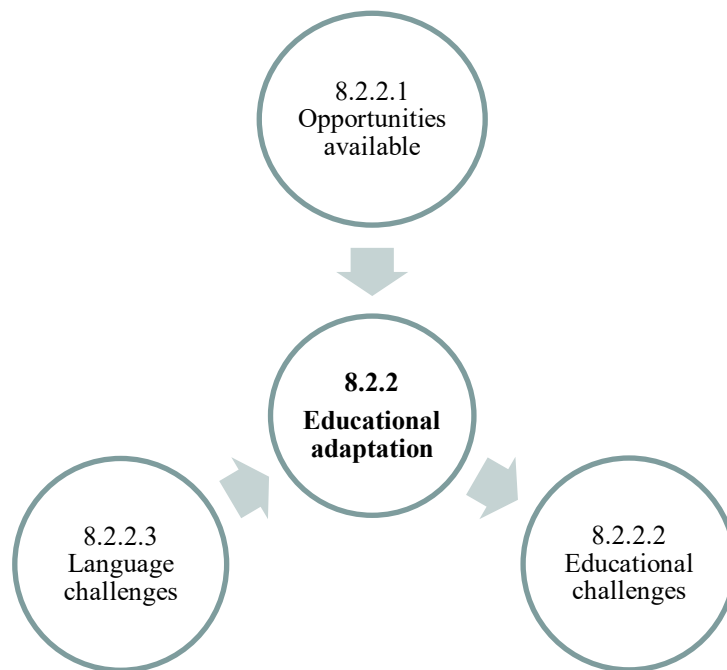 8.2.2.1
Opportunities
available
8.2.2
Educational
adaptation
8.2.2.3
Language
challenges
8.2.2.2
Educational
challenges